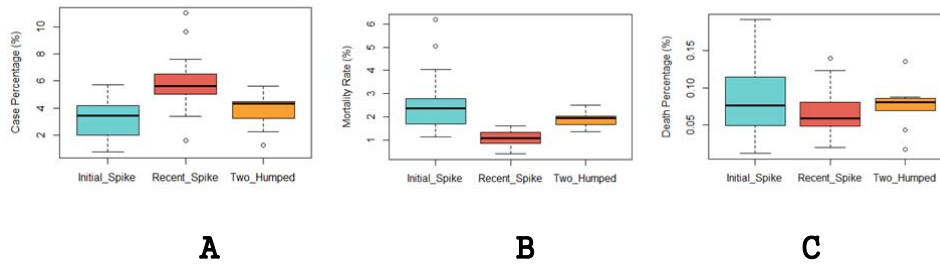 Case Percentage (%)
10
8
6
4
2
Initial_Spike Recent_Spike Two_Humped
A
Mortality Rate (%)
6
5
4
3
2
1
Initial_Spike Recent_Spike Two_Humped
B
Death Percentage (%)
0.15
0.10
0.05
Initial_Spike Recent_Spike Two_Humped
C